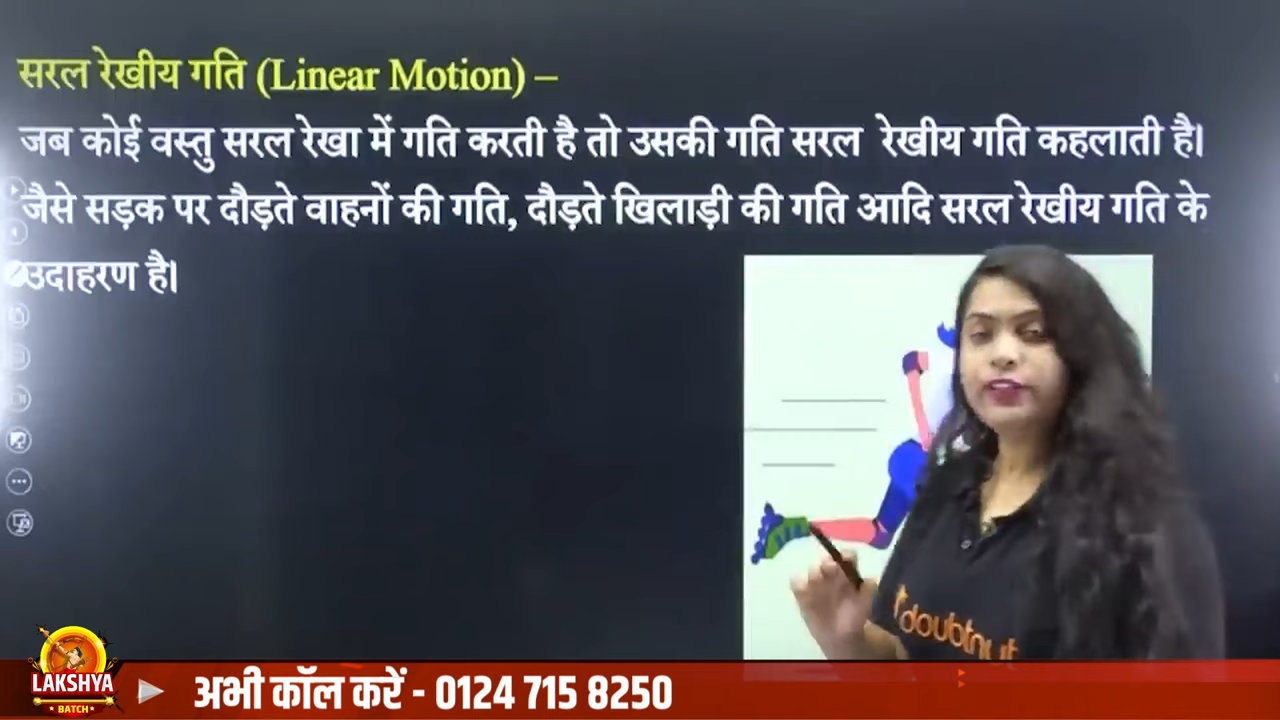 सरल रेखीय गति (Linear Motion) –
जब कोई वस्तु सरल रेखा में गति करती है तो उसकी गति सरल रेखीय गति कहलाती है।
जैसे सड़क पर दौड़ते वाहनों की गति, दौड़ते खिलाड़ी की गति आदि सरल रेखीय गति के
उदाहरण है।
doubtnut
LAKSHYA
BATCH
अभी कॉल करें - 0124 715 8250